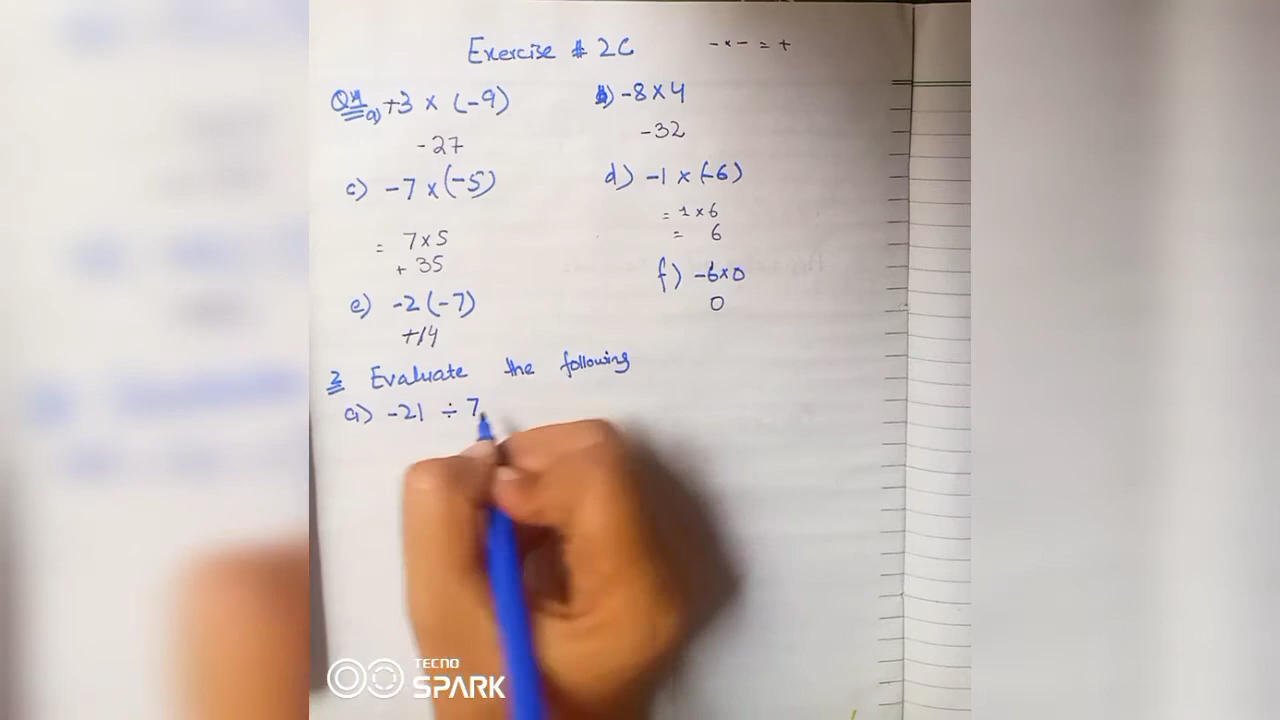 Exercise # 2C
- × - = +
Q1 a) +3 × (-9)
-27
b) -8 × 4
-32
c) -7 × (-5)
= 7×5
+ 35
d) -1 × (-6)
= 1 × 6
= 6
e) -2 (-7)
+14
f) -6×0
0
2 Evaluate the following
a) -21 ÷ 7
TECNO
SPARK